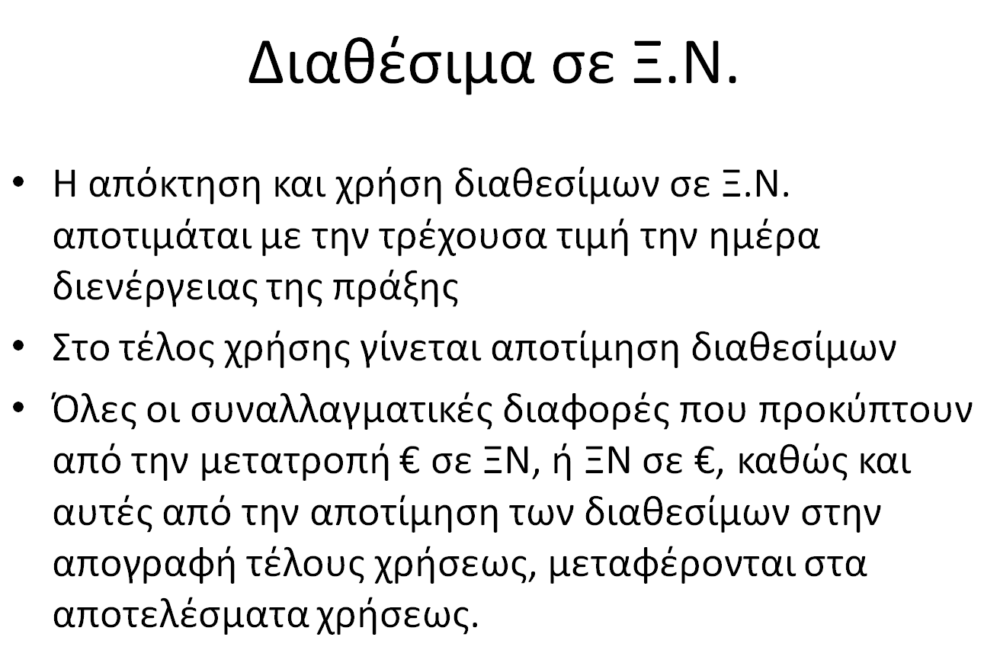 Διαθέσιμα σε Ξ.Ν.
• Η απόκτηση και χρήση διαθεσίμων σε Ξ.Ν.
αποτιμάται με την τρέχουσα τιμή την ημέρα
διενέργειας της πράξης
• Στο τέλος χρήσης γίνεται αποτίμηση διαθεσίμων
• Όλες οι συναλλαγματικές διαφορές που προκύπτουν
από την μετατροπή € σε ΞΝ, ή ΞΝ σε €, καθώς και
αυτές από την αποτίμηση των διαθεσίμων στην
απογραφή τέλους χρήσεως, μεταφέρονται στα
αποτελέσματα χρήσεως.